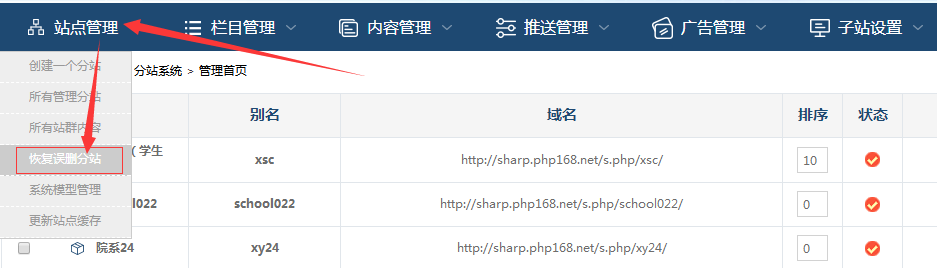 站点管理 栏目管理 内容管理 推送管理 广告管理 子站设置
创建一个分站
所有管理分站
所有站群内容
恢复误删分站
系统模型管理
更新站点缓存
分站系统 > 管理首页
别名 域名 排序 状态
(学生 xsc http://sharp.php168.net/s.php/xsc/ 10
l022 school022 http://sharp.php168.net/s.php/school022/ 0
院系24 xy24 http://sharp.php168.net/s.php/xy24/ 0